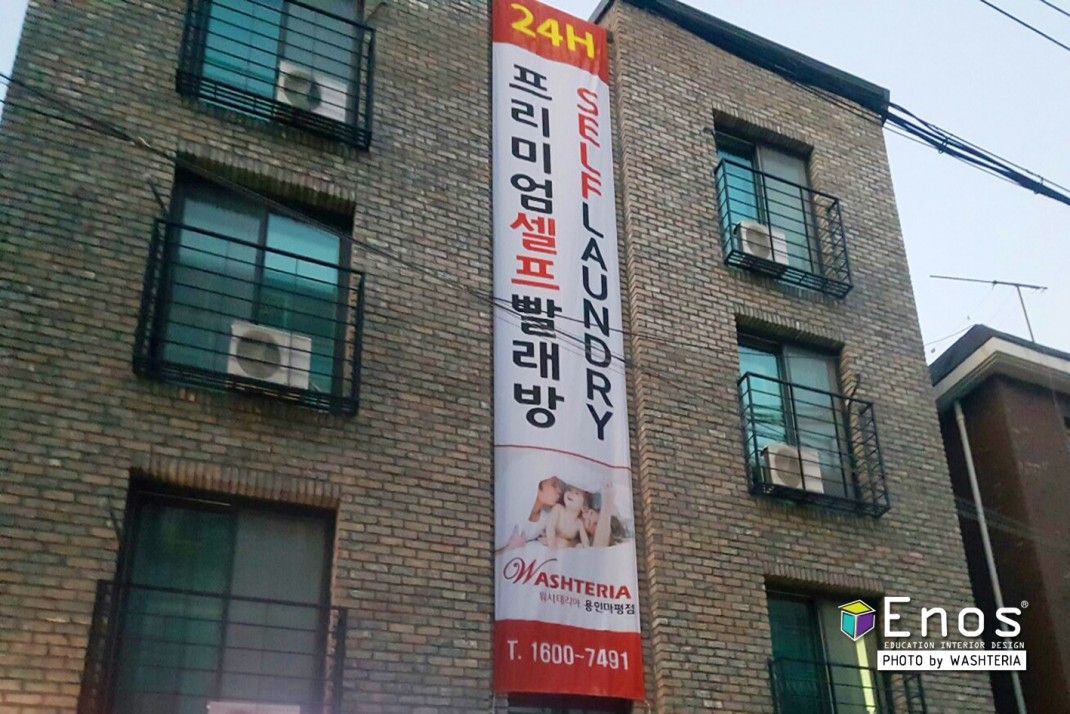 24H
프리미엄셀프빨래방
SELF LAUNDRY
WASHTERIA
워시테리아 용인마평점
T. 1600-7491
Enos®
EDUCATION INTERIOR DESIGN
PHOTO by WASHTERIA